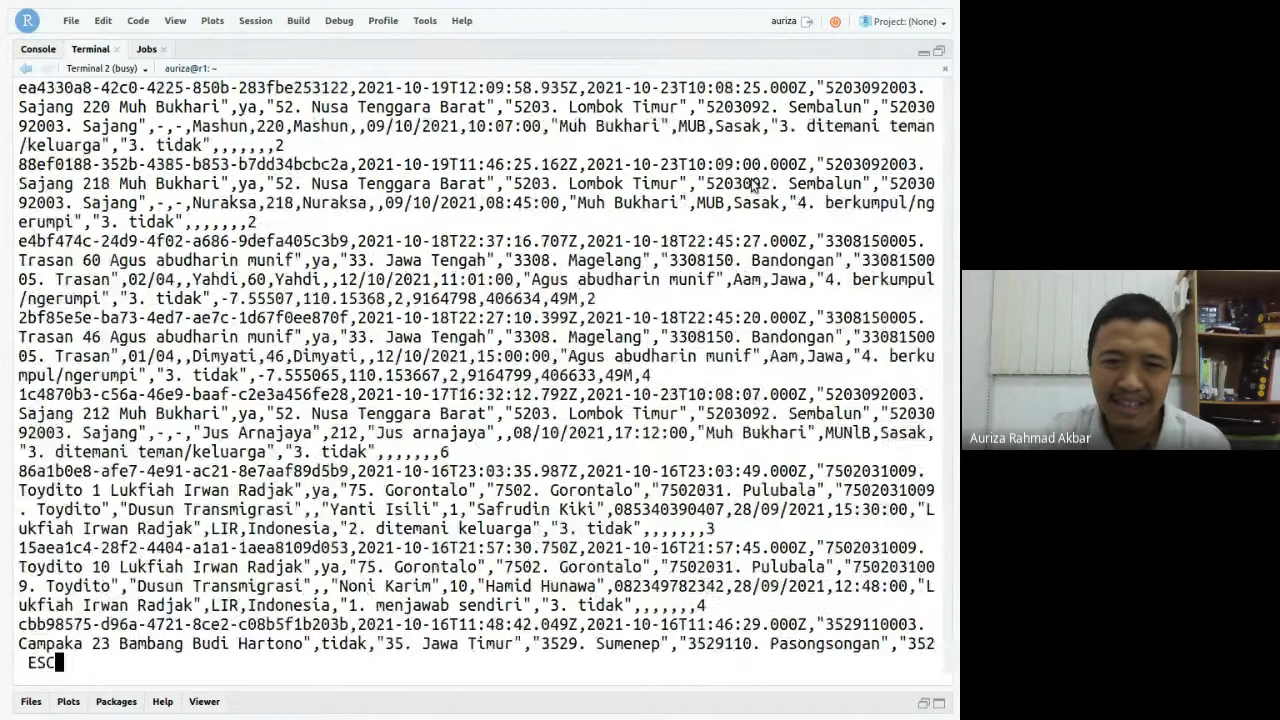 R File Edit Code View Plots Session Build Debug Profile Tools Help auriza R Project: (None)
Console Terminal Jobs
Terminal 2 (busy) auriza@r1: ~
ea4330a8-42c0-4225-850b-283fbe253122,2021-10-19T12:09:58.935Z,2021-10-23T10:08:25.000Z,"5203092003.
Sajang 220 Muh Bukhari",ya,"52. Nusa Tenggara Barat","5203. Lombok Timur","5203092. Sembalun","52030
92003. Sajang",-,-,Mashun,220,Mashun,,09/10/2021,10:07:00,"Muh Bukhari",MUB,Sasak,"3. ditemani teman
/keluarga","3. tidak",,,,,,,2
88ef0188-352b-4385-b853-b7dd34bcbc2a,2021-10-19T11:46:25.162Z,2021-10-23T10:09:00.000Z,"5203092003.
Sajang 218 Muh Bukhari",ya,"52. Nusa Tenggara Barat","5203. Lombok Timur","5203092. Sembalun","52030
92003. Sajang",-,-,Nuraksa,218,Nuraksa,,09/10/2021,08:45:00,"Muh Bukhari",MUB,Sasak,"4. berkumpul/ng
erumpi","3. tidak",,,,,,,2
e4bf474c-24d9-4f02-a686-9defa405c3b9,2021-10-18T22:37:16.707Z,2021-10-18T22:45:27.000Z,"3308150005.
Trasan 60 Agus abudharin munif",ya,"33. Jawa Tengah","3308. Magelang","3308150. Bandongan","33081500
05. Trasan",02/04,,Yahdi,60,Yahdi,,12/10/2021,11:01:00,"Agus abudharin munif",Aam,Jawa,"4. berkumpul
/ngerumpi","3. tidak",-7.55507,110.15368,2,9164798,406634,49M,2
2bf85e5e-ba73-4ed7-ae7c-1d67f0ee870f,2021-10-18T22:27:10.399Z,2021-10-18T22:45:20.000Z,"3308150005.
Trasan 46 Agus abudharin munif",ya,"33. Jawa Tengah","3308. Magelang","3308150. Bandongan","33081500
05. Trasan",01/04,,Dimyati,46,Dimyati,,12/10/2021,15:00:00,"Agus abudharin munif",Aam,Jawa,"4. berku
mpul/ngerumpi","3. tidak",-7.555065,110.153667,2,9164799,406633,49M,4
1c4870b3-c56a-46e9-baaf-c2e3a456fe28,2021-10-17T16:32:12.792Z,2021-10-23T10:08:07.000Z,"5203092003.
Sajang 212 Muh Bukhari",ya,"52. Nusa Tenggara Barat","5203. Lombok Timur","5203092. Sembalun","52030
92003. Sajang",-,-,"Jus Arnajaya",212,"Jus arnajaya",,08/10/2021,17:12:00,"Muh Bukhari",MUNlB,Sasak,
"3. ditemani teman/keluarga","3. tidak",,,,,,,6
86a1b0e8-afe7-4e91-ac21-8e7aaf89d5b9,2021-10-16T23:03:35.987Z,2021-10-16T23:03:49.000Z,"7502031009.
Toydito 1 Lukfiah Irwan Radjak",ya,"75. Gorontalo","7502. Gorontalo","7502031. Pulubala","7502031009
. Toydito","Dusun Transmigrasi",,"Yanti Isili",1,"Safrudin Kiki",085340390407,28/09/2021,15:30:00,"L
ukfiah Irwan Radjak",LIR,Indonesia,"2. ditemani keluarga","3. tidak",,,,,,,3
15aea1c4-28f2-4404-a1a1-1aea8109d053,2021-10-16T21:57:30.750Z,2021-10-16T21:57:45.000Z,"7502031009.
Toydito 10 Lukfiah Irwan Radjak",ya,"75. Gorontalo","7502. Gorontalo","7502031. Pulubala","750203100
9. Toydito","Dusun Transmigrasi",,"Noni Karim",10,"Hamid Hunawa",082349782342,28/09/2021,12:48:00,"L
ukfiah Irwan Radjak",LIR,Indonesia,"1. menjawab sendiri","3. tidak",,,,,,,4
cbb98575-d96a-4721-8ce2-c08b5f1b203b,2021-10-16T11:48:42.049Z,2021-10-16T11:46:29.000Z,"3529110003.
Campaka 23 Bambang Budi Hartono",tidak,"35. Jawa Timur","3529. Sumenep","3529110. Pasongsongan","352
ESC
Files Plots Packages Help Viewer
Auriza Rahmad Akbar